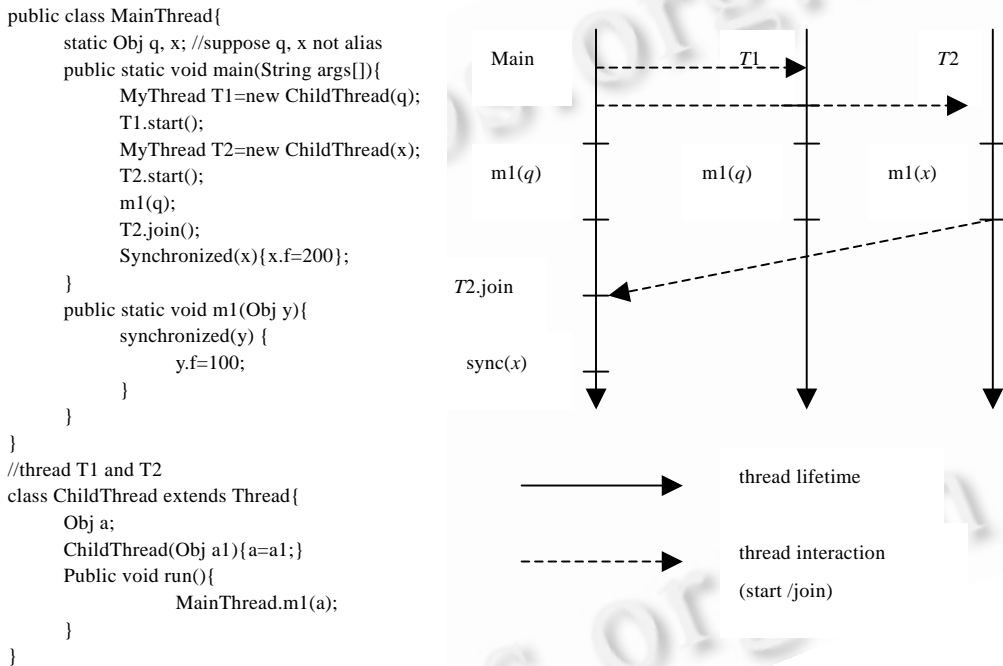 public class MainThread{
static Obj q, x; //suppose q, x not alias
public static void main(String args[]){
MyThread T1=new ChildThread(q);
T1.start();
MyThread T2=new ChildThread(x);
T2.start();
m1(q);
T2.join();
Synchronized(x){x.f=200};
}
public static void m1(Obj y){
synchronized(y) {
y.f=100;
}
}
}
//thread T1 and T2
class ChildThread extends Thread{
Obj a;
ChildThread(Obj a1){a=a1;}
Public void run(){
MainThread.m1(a);
}
}
Main
T1
T2
m1(q)
m1(q)
m1(x)
T2.join
sync(x)
thread lifetime
thread interaction
(start /join)